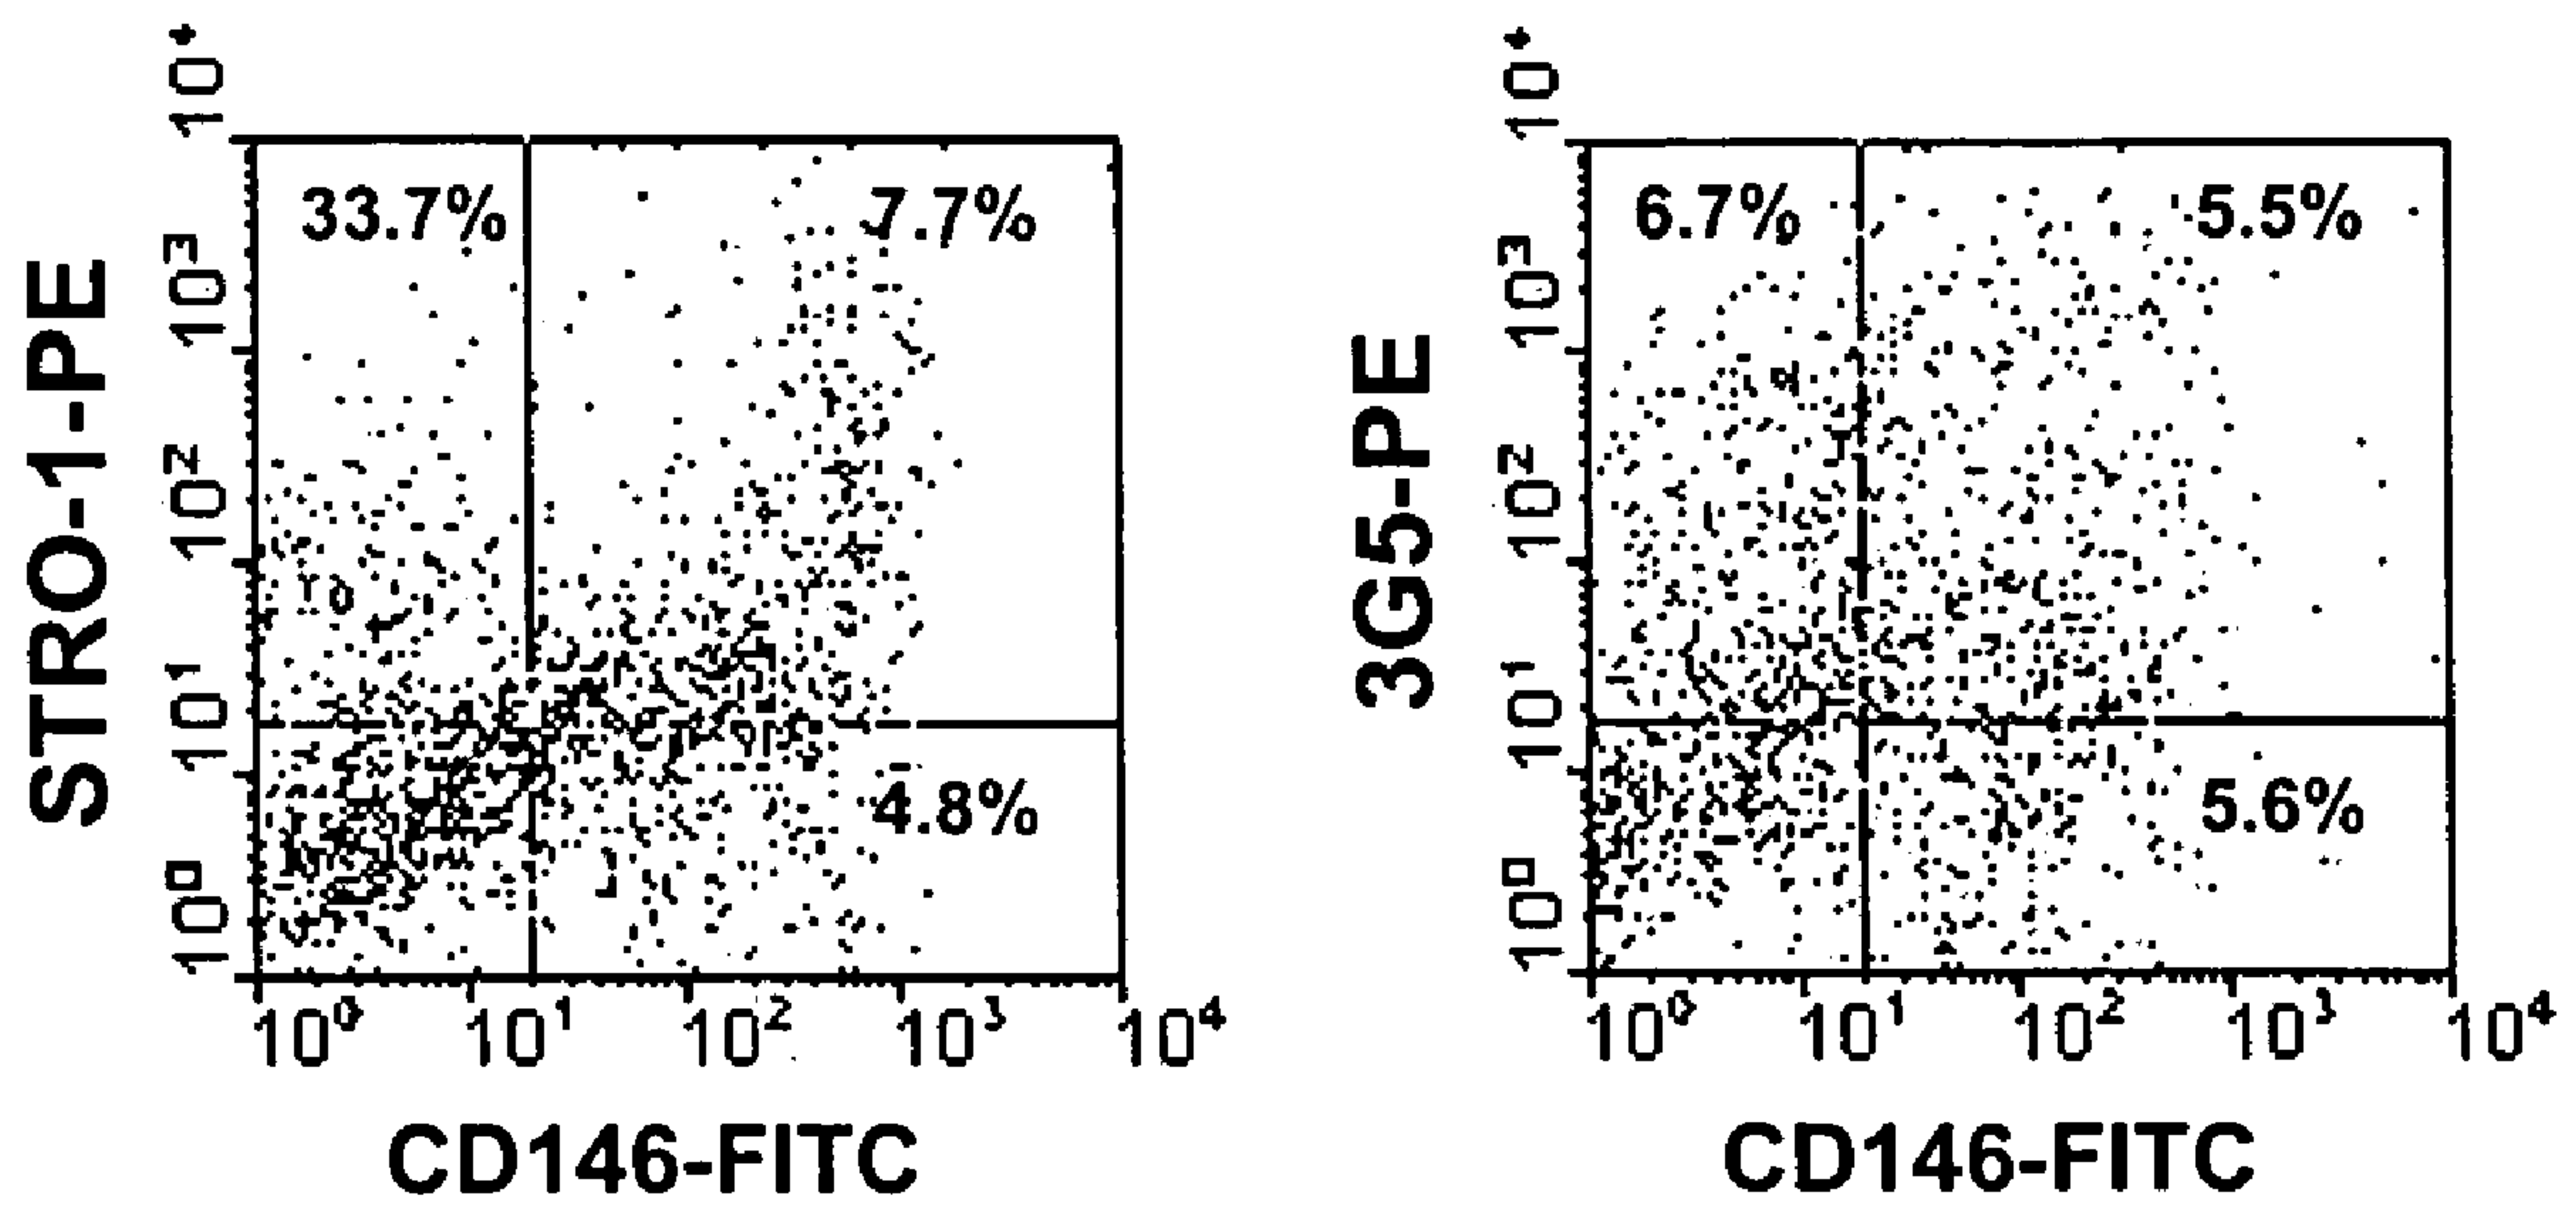 STRO-1-PE
10⁴
10³
10²
10¹
10⁰
33.7%
7.7%
4.8%
10⁰ 10¹ 10² 10³ 10⁴
CD146-FITC
3G5-PE
10⁴
10³
10²
10¹
10⁰
6.7%
5.5%
5.6%
10⁰ 10¹ 10² 10³ 10⁴
CD146-FITC